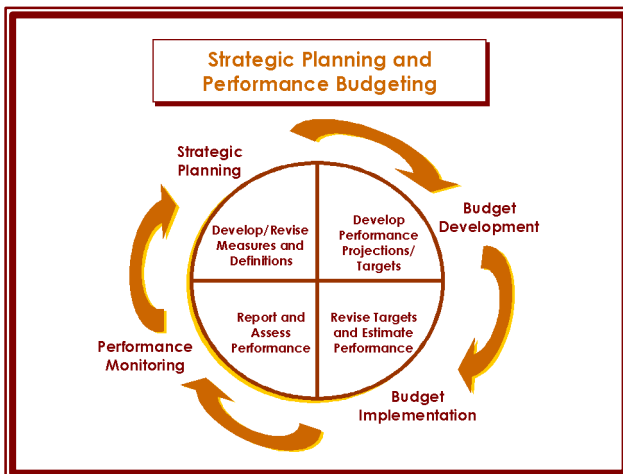 Strategic Planning and
Performance Budgeting
Strategic
Planning
Budget
Development
Develop/Revise
Measures and
Definitions
Develop
Performance
Projections/
Targets
Report and
Assess
Performance
Revise Targets
and Estimate
Performance
Performance
Monitoring
Budget
Implementation